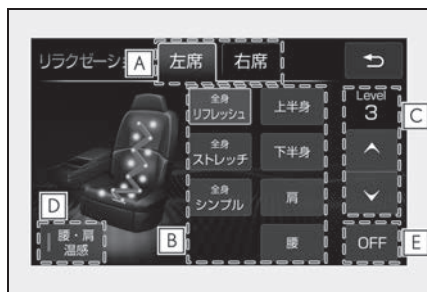 リラクゼーショ
A
左席
右席
全身
リフレッシュ
上半身
Level
3
C
全身
ストレッチ
下半身
全身
シンプル
肩
D
腰・肩
温感
B
腰
OFF
E